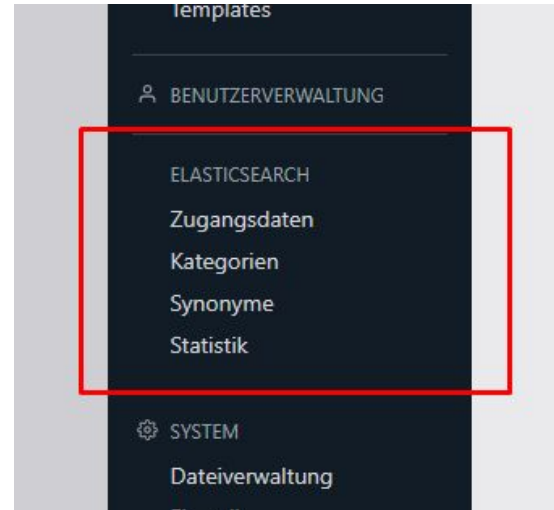 Templates
BENUTZERVERWALTUNG
ELASTICSEARCH
Zugangsdaten
Kategorien
Synonyme
Statistik
SYSTEM
Dateiverwaltung